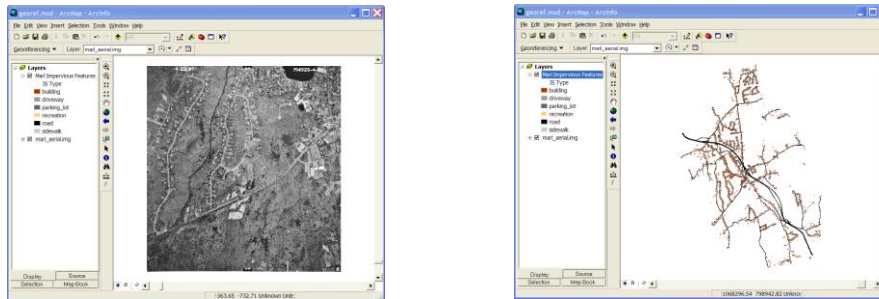 georef.mxd - ArcMap - ArcInfo
File Edit View Insert Selection Tools Window Help
Georeferencing Layer: marl_aerial.img
Layers
Marl Impervious Features
IS Type
building
driveway
parking_lot
recreation
road
sidewalk
marl_aerial.img
Display Source
Selection Map Book
-363.65 -732.71 Unknown Units
georef.mxd - ArcMap - ArcInfo
File Edit View Insert Selection Tools Window Help
Georeferencing Layer: marl_aerial.img
Layers
Marl Impervious Features
IS Type
building
driveway
parking_lot
recreation
road
sidewalk
marl_aerial.img
Display Source
Selection Map Book
1068296.54 798942.82 Unknown